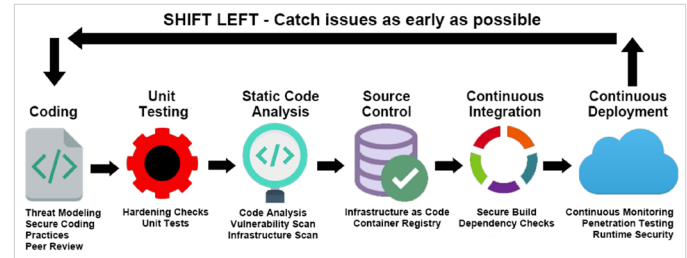 SHIFT LEFT - Catch issues as early as possible
Coding
Unit
Testing
Static Code
Analysis
Source
Control
Continuous
Integration
Continuous
Deployment
</>
</>
Threat Modeling
Secure Coding
Practices
Peer Review
Hardening Checks
Unit Tests
Code Analysis
Vulnerability Scan
Infrastructure Scan
Infrastructure as Code
Container Registry
Secure Build
Dependency Checks
Continuous Monitoring
Penetration Testing
Runtime Security